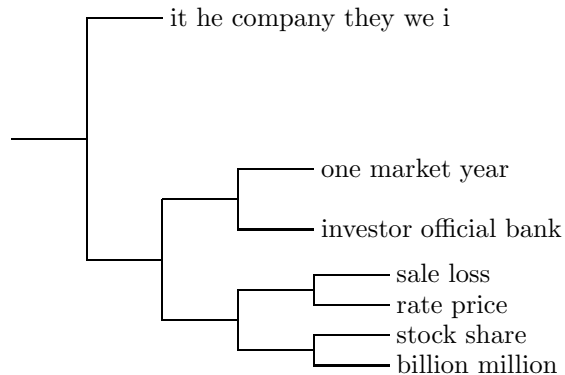 it he company they we i
one market year
investor official bank
sale loss
rate price
stock share
billion million